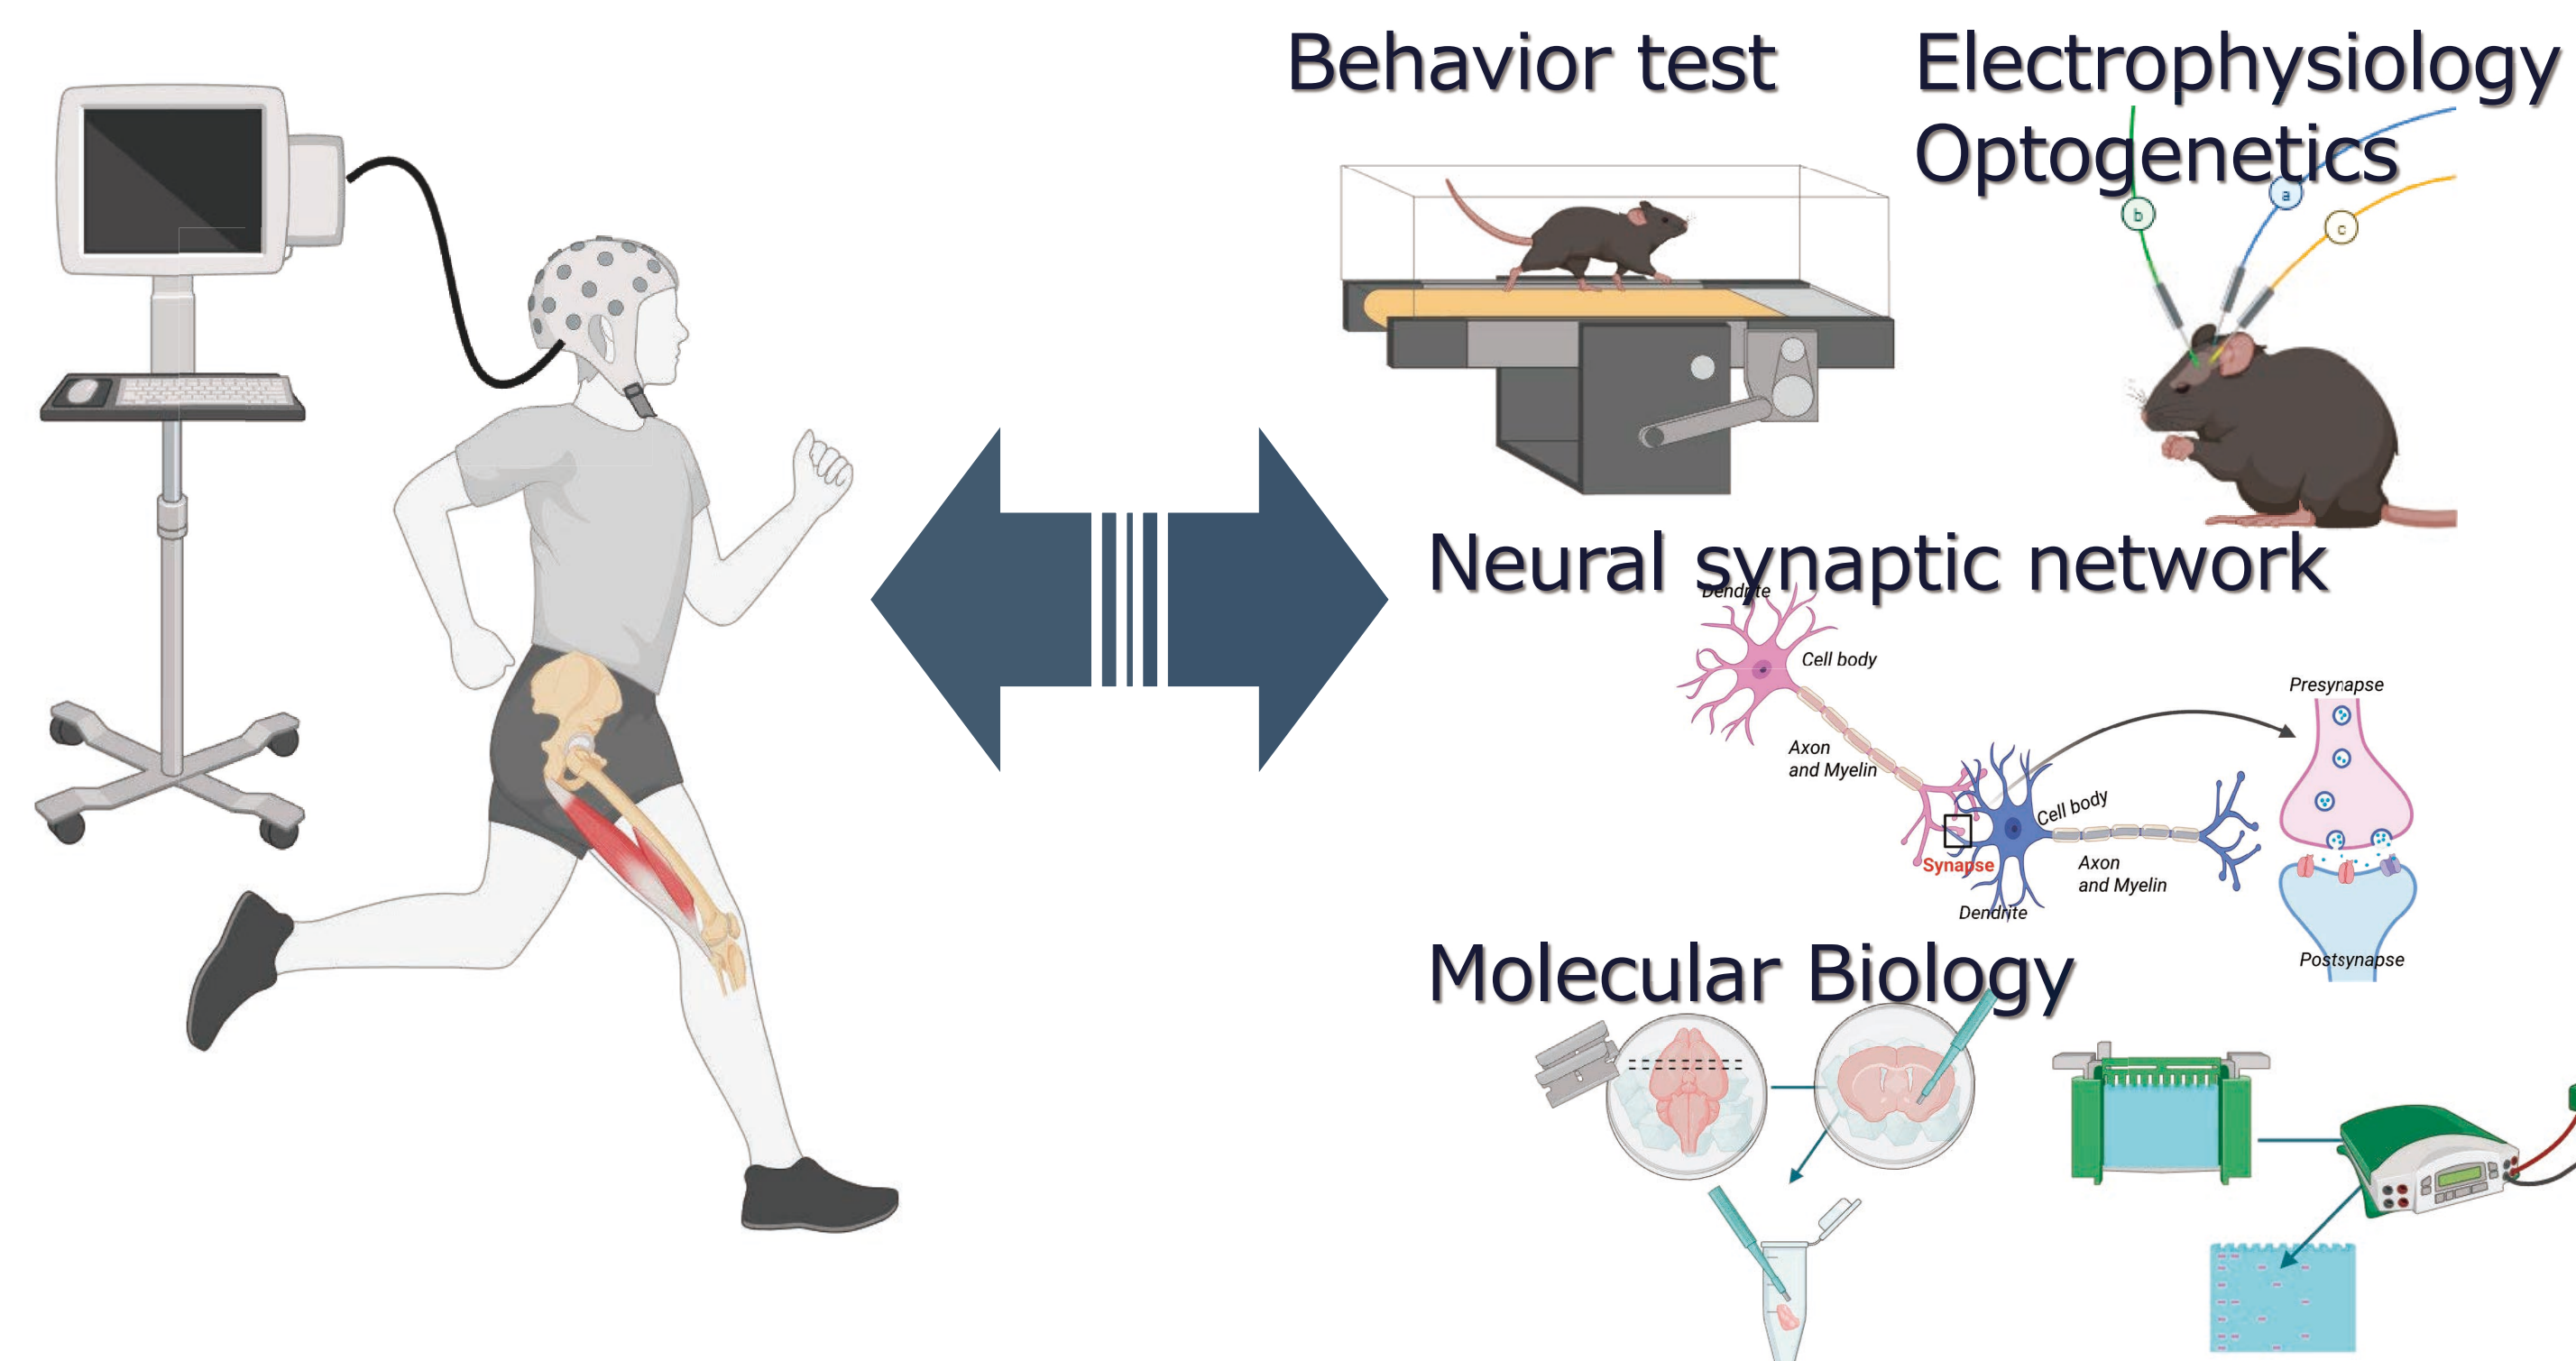 Behavior test
Electrophysiology
Optogenetics
b
a
c
Neural synaptic network
Dendrite
Cell body
Axon
and Myelin
Presynapse
Cell body
Synapse
Axon
and Myelin
Dendrite
Postsynapse
Molecular Biology